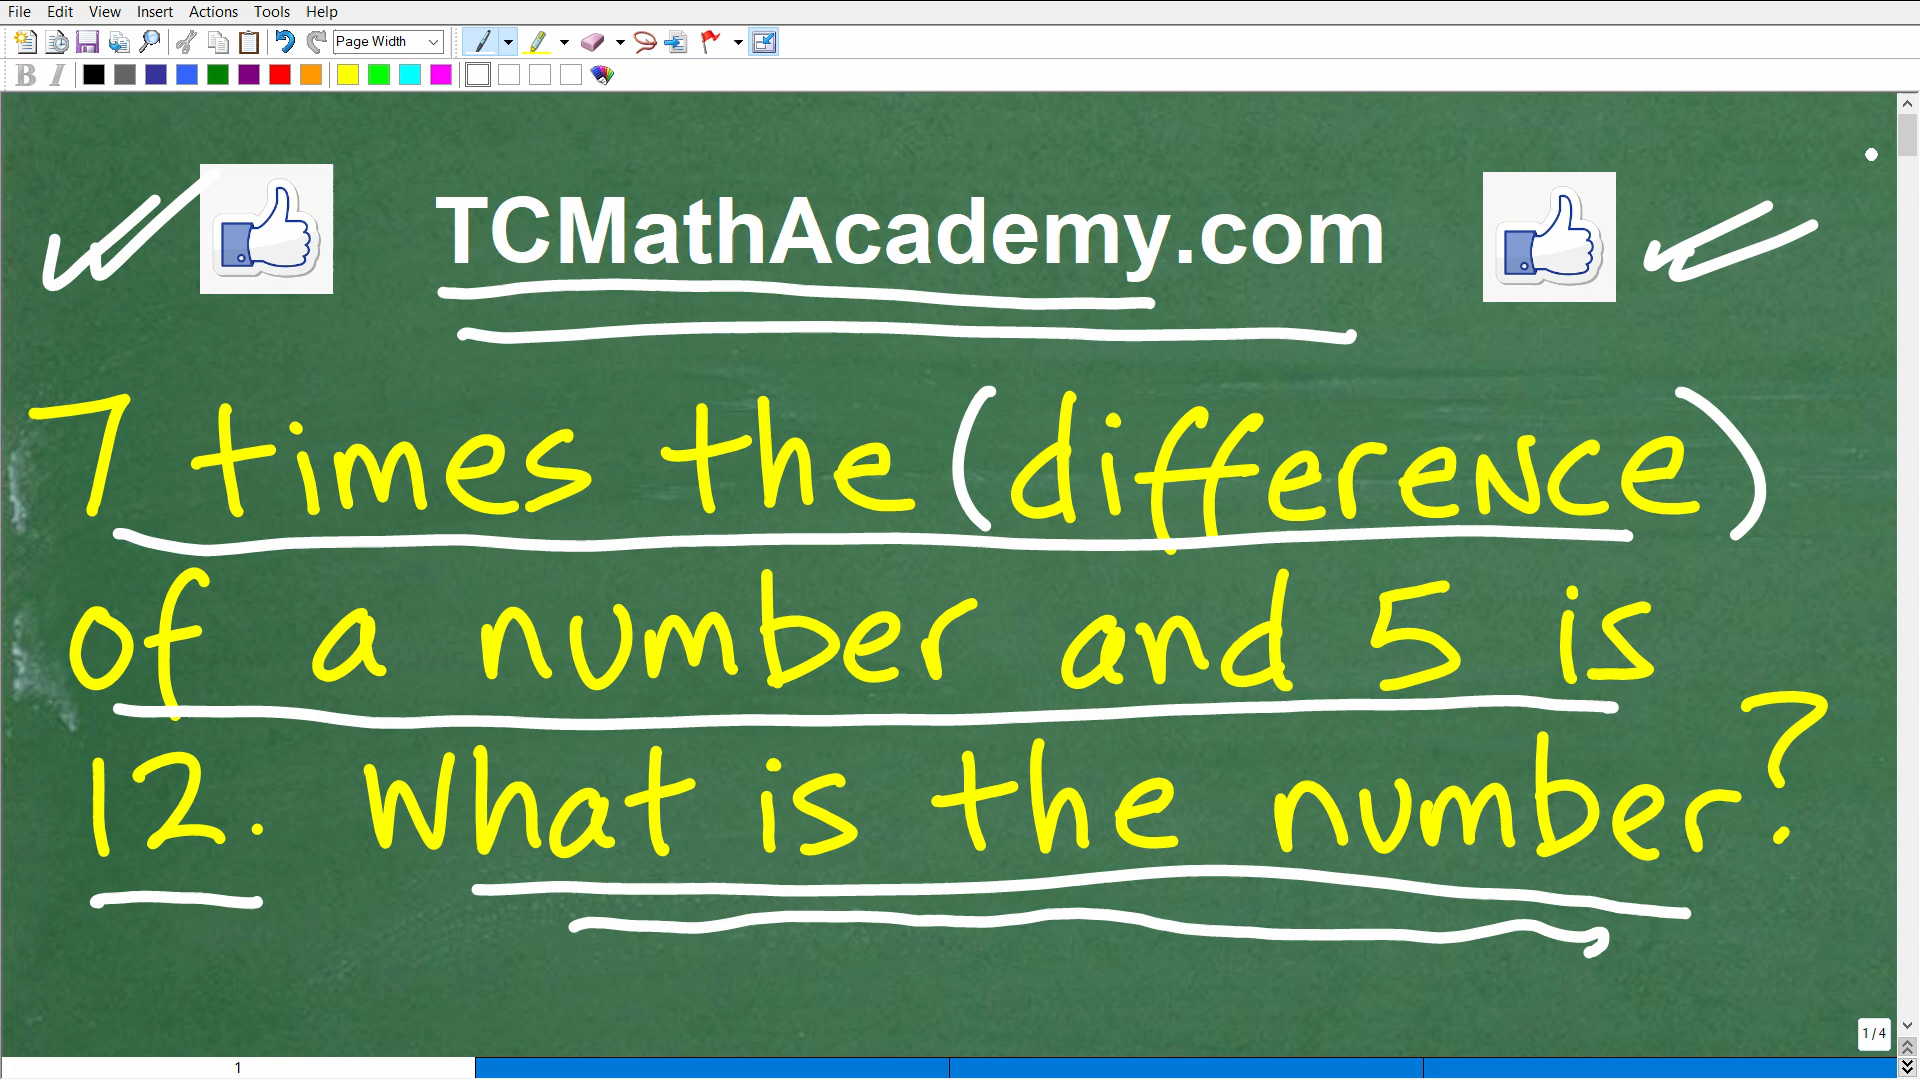 File Edit View Insert Actions Tools Help
Page Width
B I
TCMathAcademy.com
7 times the (difference)
of a number and 5 is
12. What is the number?
1 / 4
1